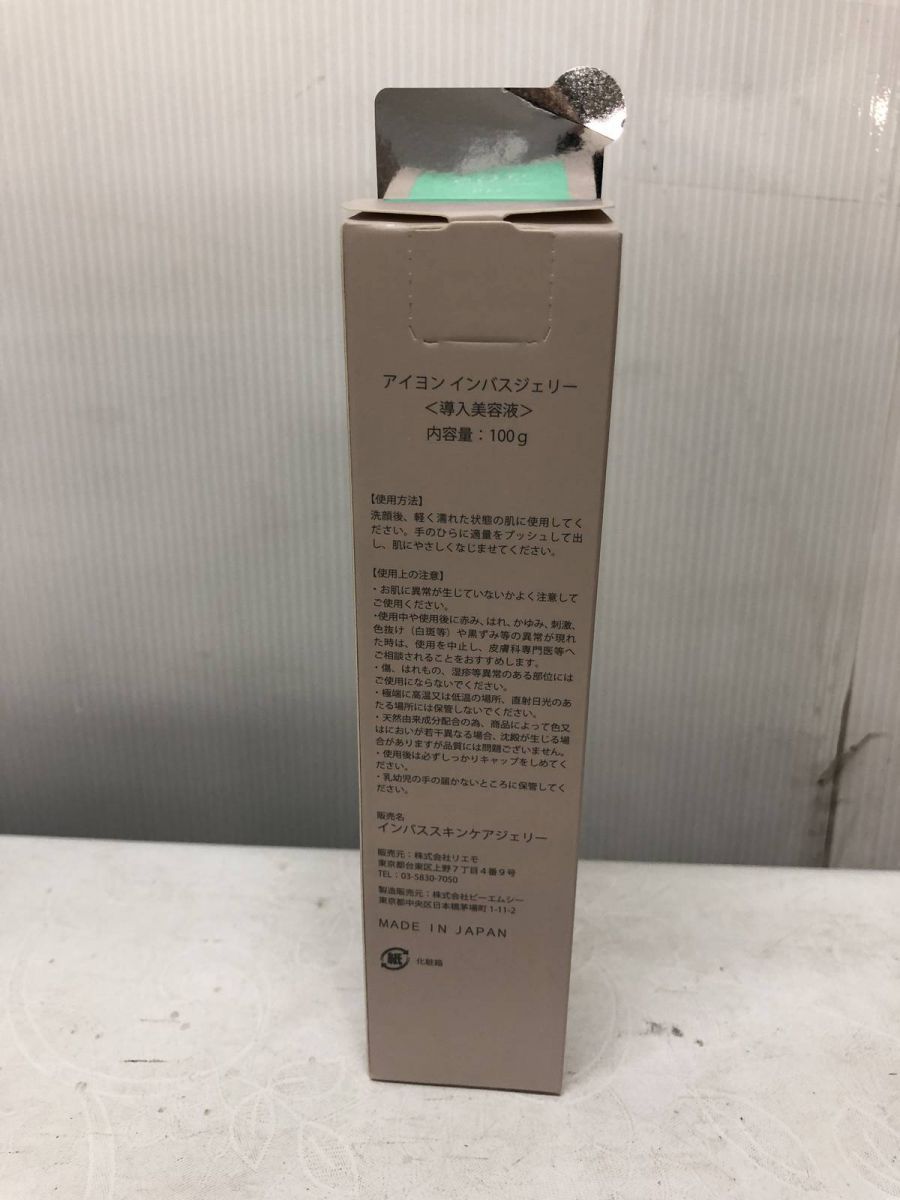 アイヨン インバスジェリー
＜導入美容液＞
内容量：100g
【使用方法】
洗顔後、軽く濡れた状態の肌に使用してく
ださい。手のひらに適量をプッシュして出
し、肌にやさしくなじませてください。
【使用上の注意】
・お肌に異常が生じていないかよく注意して
ご使用ください。
・使用中や使用後に赤み、はれ、かゆみ、刺激、
色抜け（白斑等）や黒ずみ等の異常が現れ
た時は、使用を中止し、皮膚科専門医等へ
ご相談されることをおすすめします。
・傷、はれもの、湿疹等異常のある部位には
ご使用にならないでください。
・極端に高温又は低温の場所、直射日光のあ
たる場所には保管しないでください。
・天然由来成分配合の為、商品によって色又
はにおいが若干異なる場合、沈殿が生じる場
合がありますが品質には問題ございません。
・使用後は必ずしっかりキャップをしめてく
ださい。
・乳幼児の手の届かないところに保管してく
ださい。
販売名
インバススキンケアジェリー
販売元：株式会社リエモ
東京都台東区上野７丁目４番９号
TEL：03-5830-7050
製造販売元：株式会社ビーエムシー
東京都中央区日本橋茅場町 1-11-2
MADE IN JAPAN
紙 化粧箱